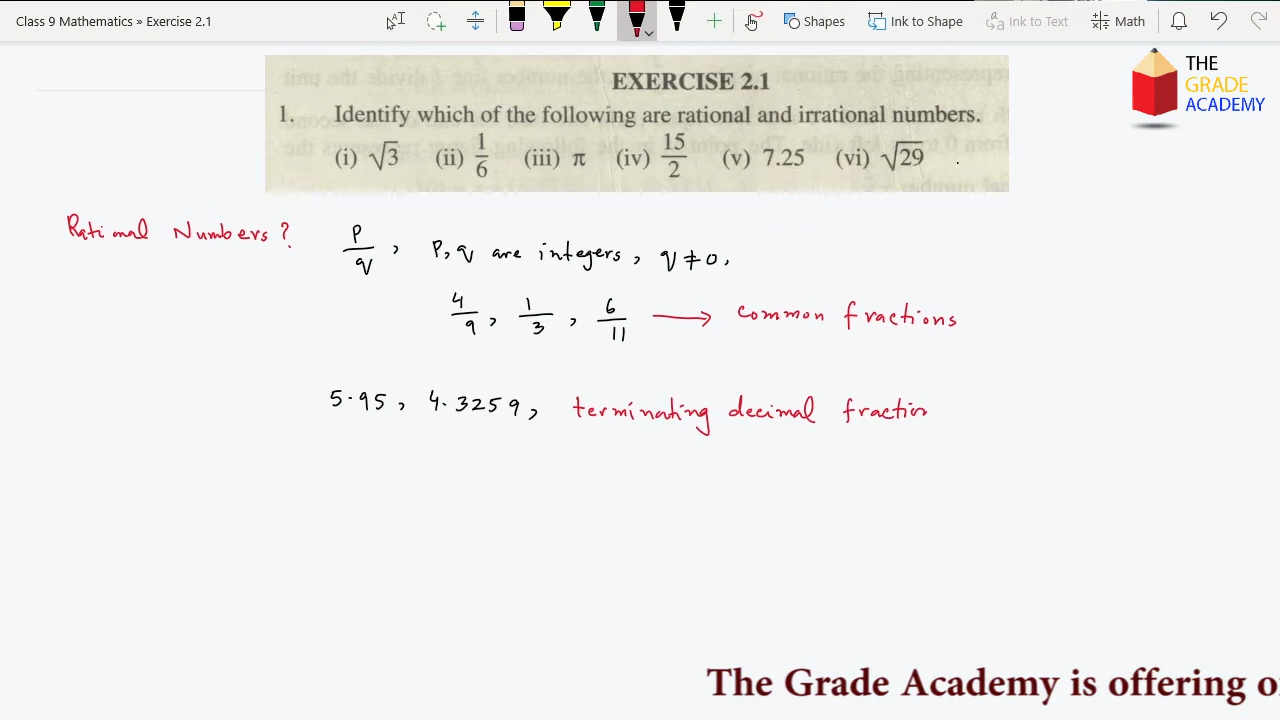 Class 9 Mathematics » Exercise 2.1
Shapes Ink to Shape Ink to Text Math
THE
GRADE
ACADEMY
EXERCISE 2.1
1. Identify which of the following are rational and irrational numbers.
(i) √3 (ii) 1/6 (iii) π (iv) 15/2 (v) 7.25 (vi) √29
Rational Numbers? P/q, P, q are integers, q ≠ 0,
4/9, 1/3, 6/11 → common fractions
5.95, 4.3259, terminating decimal fraction
The Grade Academy is offering